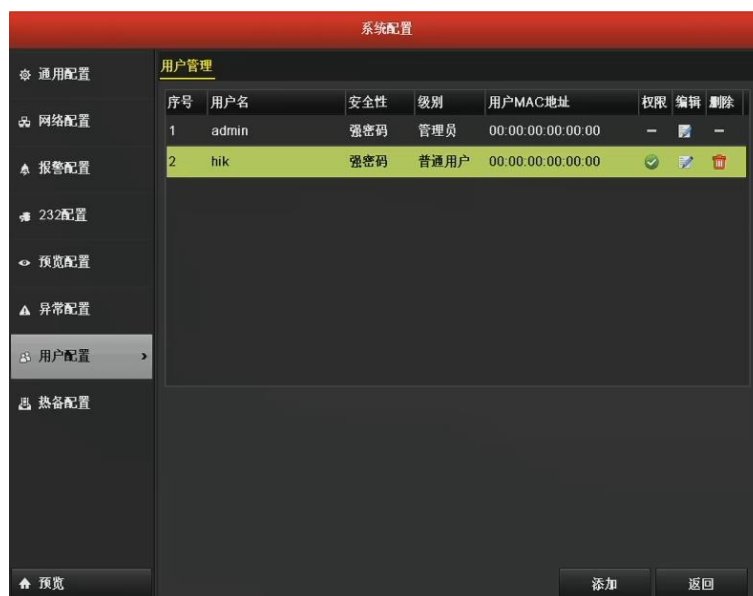 系统配置
通用配置
网络配置
报警配置
232配置
预览配置
异常配置
用户配置
热备配置
预览
用户管理
序号 用户名 安全性 级别 用户MAC地址 权限 编辑 删除
1 admin 强密码 管理员 00:00:00:00:00:00 – –
2 hik 强密码 普通用户 00:00:00:00:00:00
添加 返回